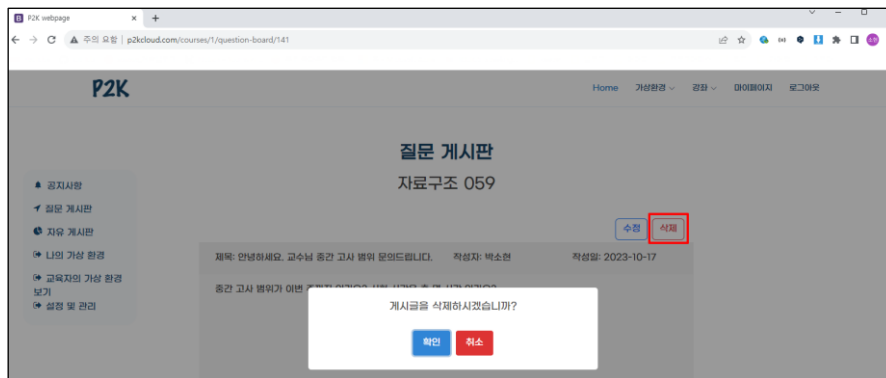 P2K webpage
주의 요함 | p2kcloud.com/courses/1/question-board/141
P2K
Home 가상환경 강좌 마이페이지 로그아웃
질문 게시판
자료구조 059
공지사항
질문 게시판
자유 게시판
나의 가상 환경
교육자의 가상 환경
보기
설정 및 관리
수정 삭제
제목: 안녕하세요. 교수님 중간 고사 범위 문의드립니다. 작성자: 박소현 작성일: 2023-10-17
중간 고사 범위가 이번
게시글을 삭제하시겠습니까?
확인 취소